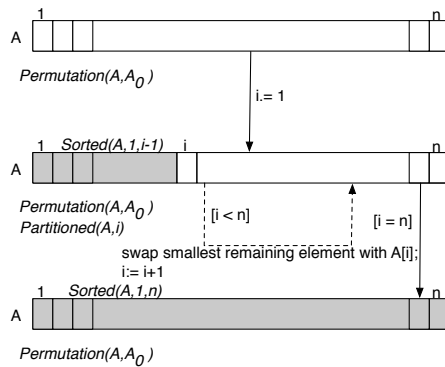 1 n
A
Permutation(A,A0)
i.= 1
1 Sorted(A,1,i-1) i n
A
Permutation(A,A0)
Partitioned(A,i)
[i < n]
[i = n]
swap smallest remaining element with A[i];
i:= i+1
1 Sorted(A,1,n) n
A
Permutation(A,A0)